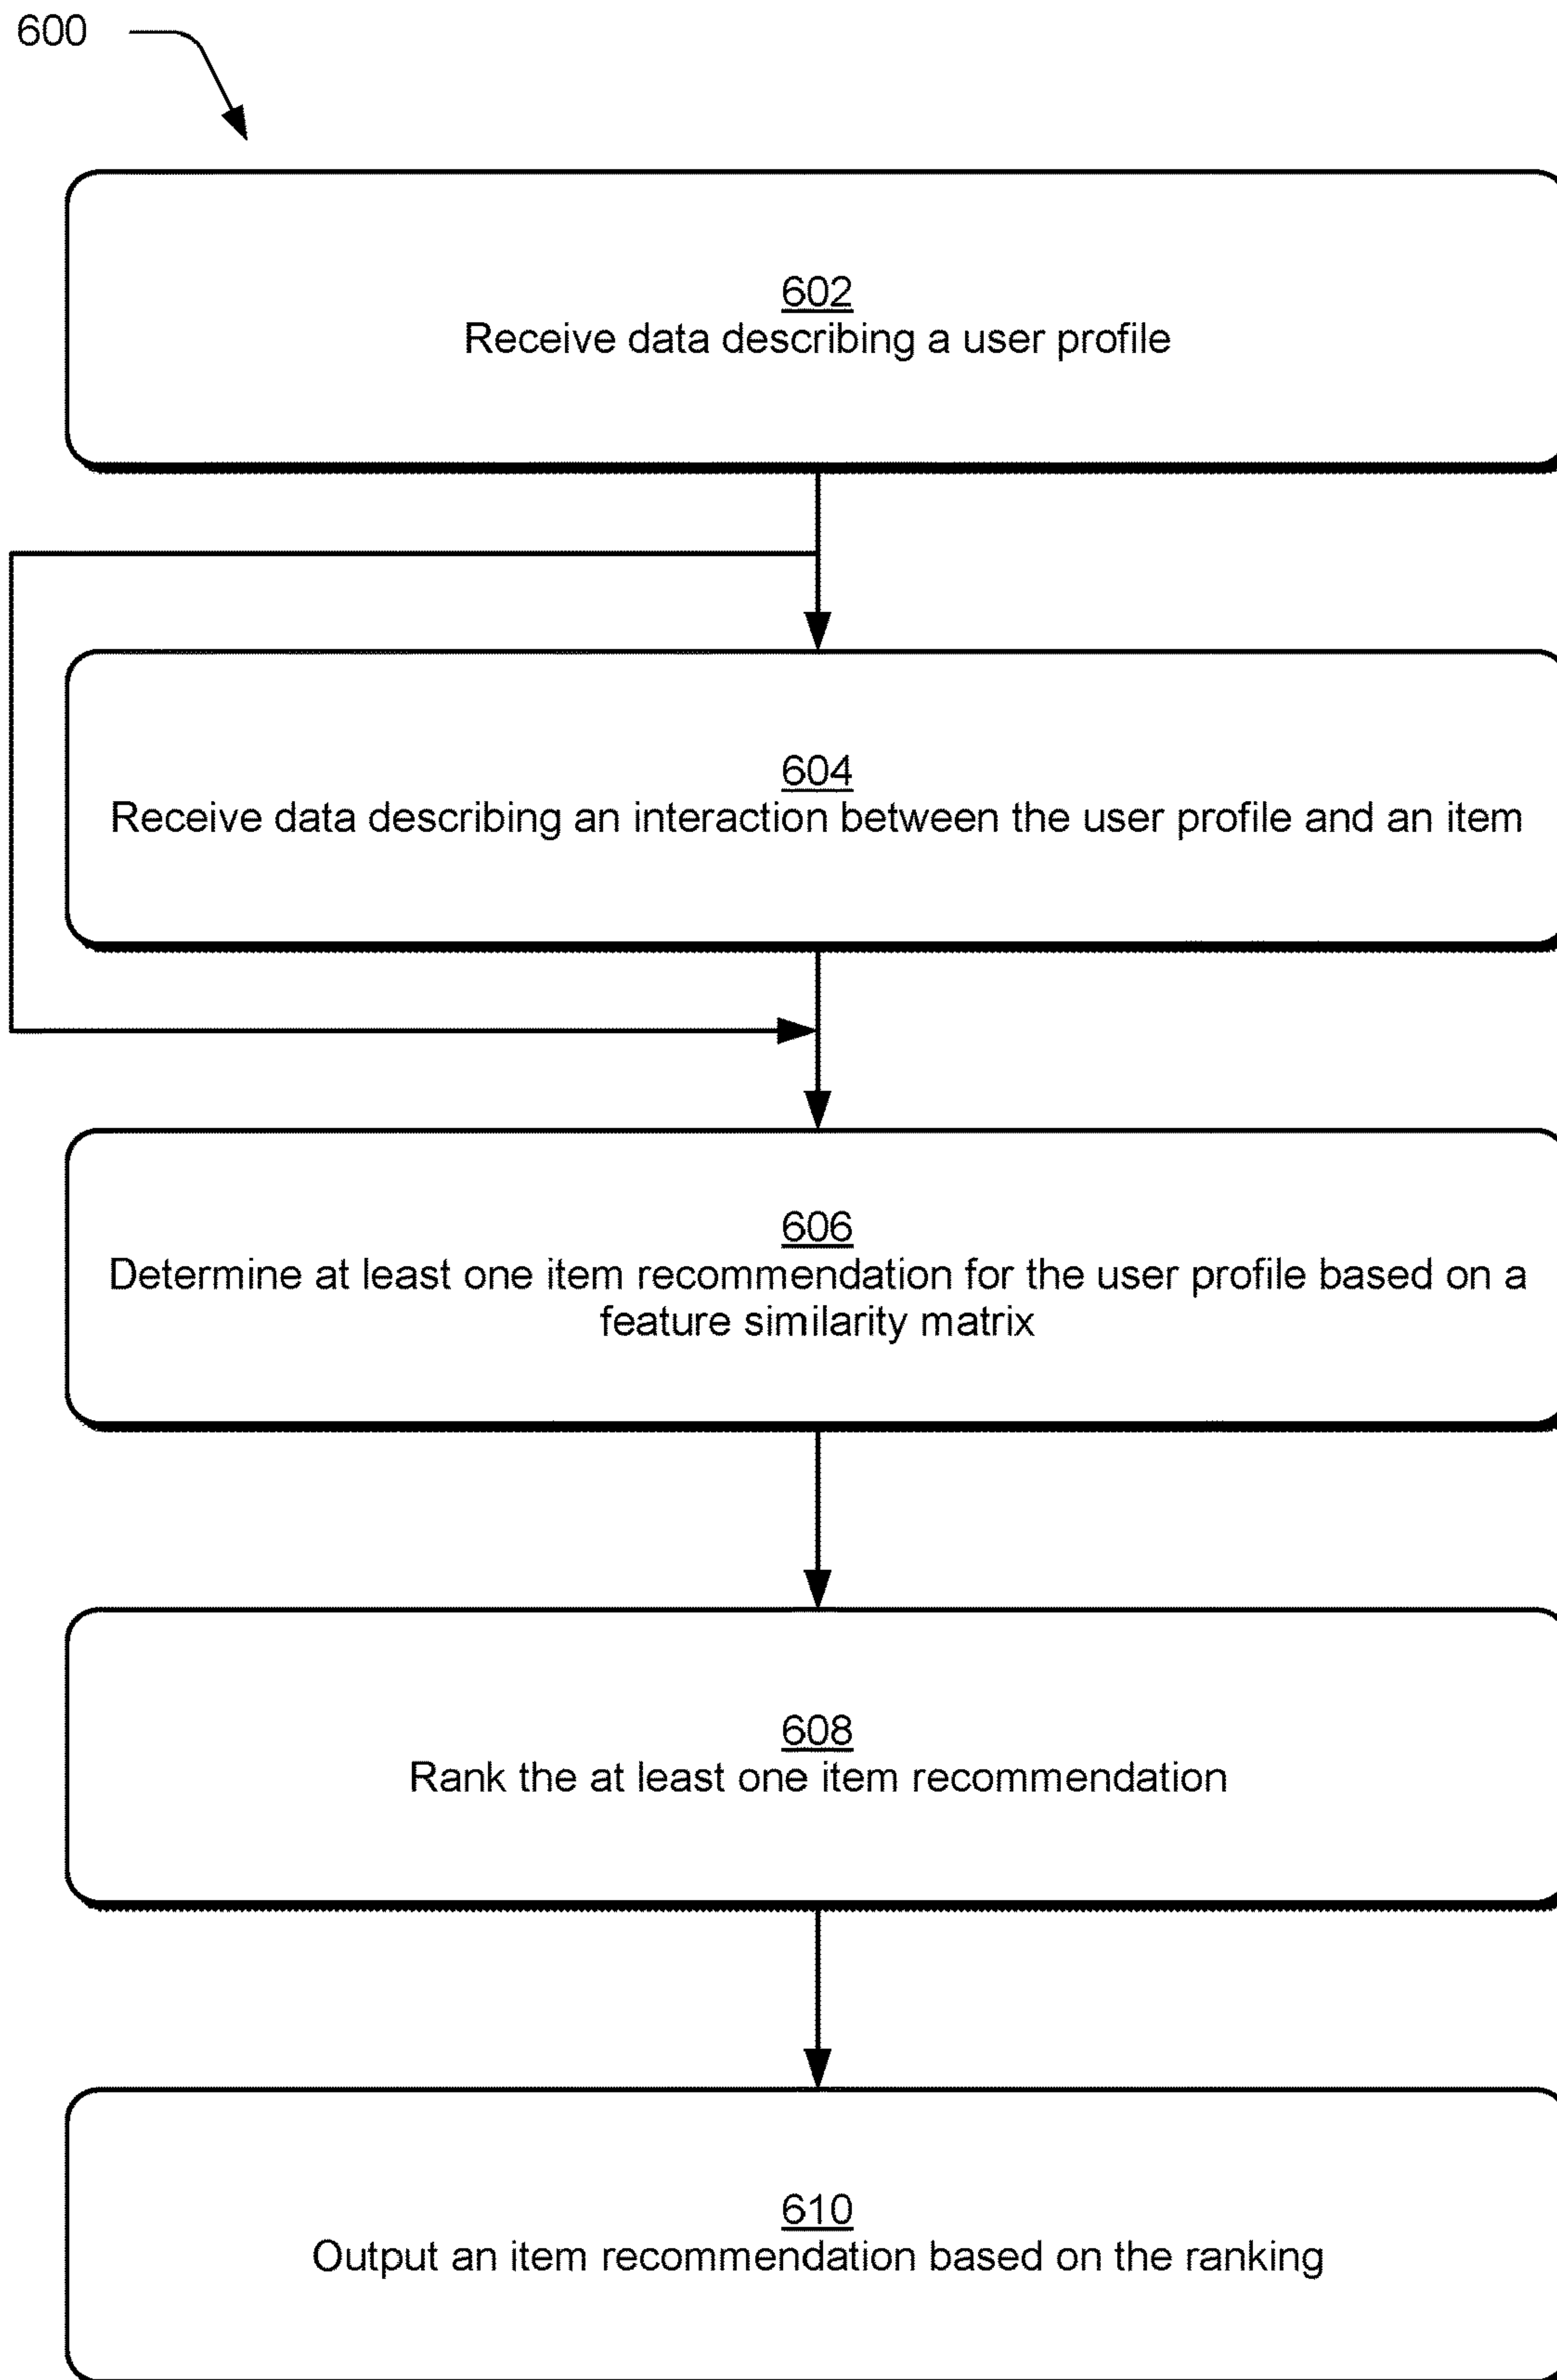 600
602
Receive data describing a user profile
604
Receive data describing an interaction between the user profile and an item
606
Determine at least one item recommendation for the user profile based on a
feature similarity matrix
608
Rank the at least one item recommendation
610
Output an item recommendation based on the ranking